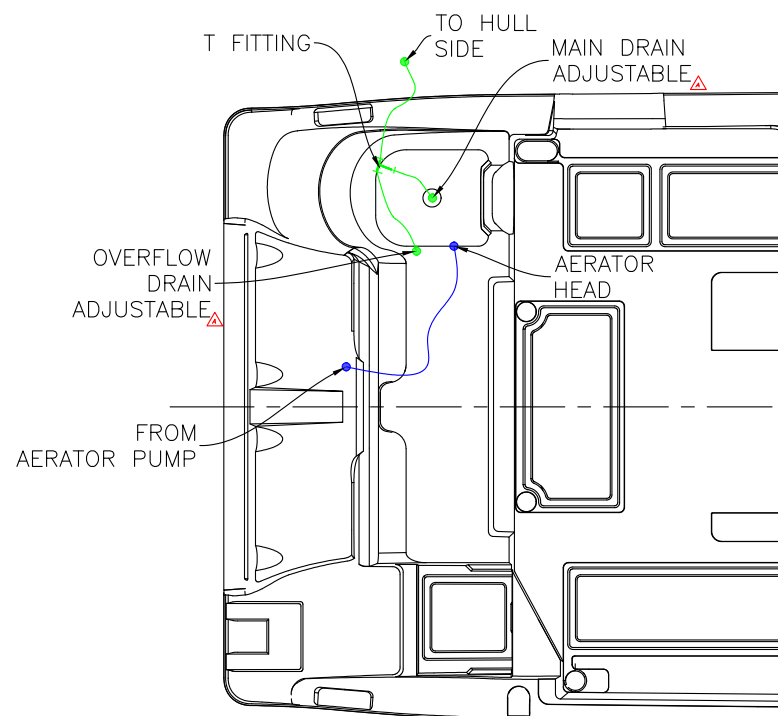 TO HULL
SIDE
T FITTING
MAIN DRAIN
ADJUSTABLE
A
OVERFLOW
DRAIN
ADJUSTABLE
A
AERATOR
HEAD
FROM
AERATOR PUMP